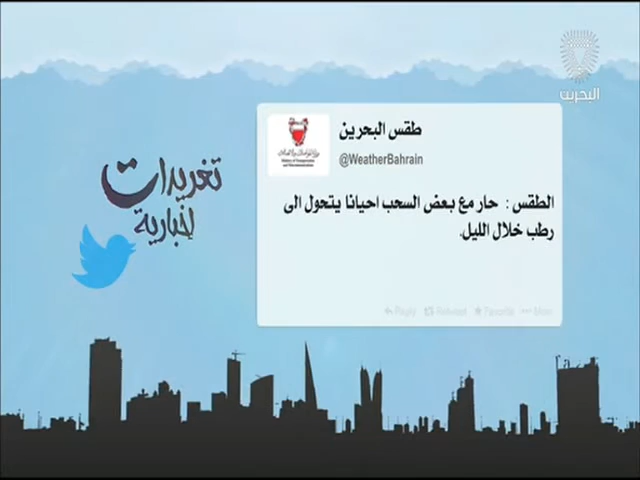 البحرين
تغريدات
إخبارية
طقس البحرين
@WeatherBahrain
الطقس : حار مع بعض السحب احيانا يتحول الى
رطب خلال الليل.
Reply Retweet Favorite More